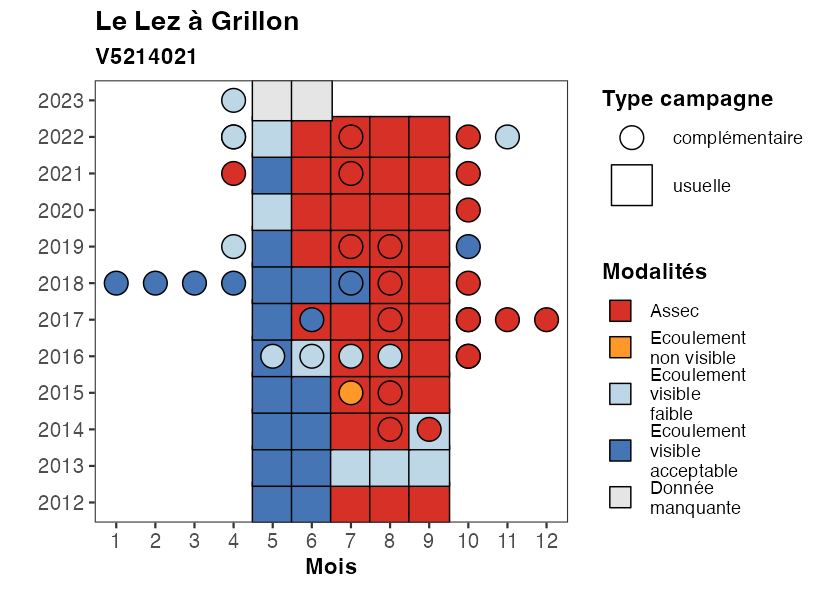 Le Lez à Grillon
V5214021
2023
2022
2021
2020
2019
2018
2017
2016
2015
2014
2013
2012
1 2 3 4 5 6 7 8 9 10 11 12
Mois
Type campagne
complémentaire
usuelle
Modalités
Assec
Ecoulement
non visible
Ecoulement
visible
faible
Ecoulement
visible
acceptable
Donnée
manquante